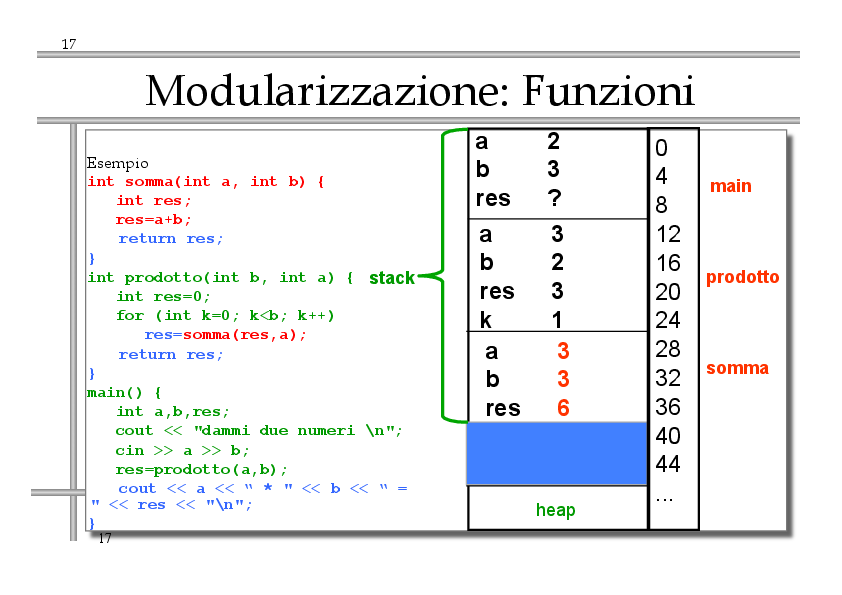 17
Modularizzazione: Funzioni
Esempio
int somma(int a, int b) {
int res;
res=a+b;
return res;
}
int prodotto(int b, int a) {
int res=0;
for (int k=0; k<b; k++)
res=somma(res,a);
return res;
}
main() {
int a,b,res;
cout << "dammi due numeri \n";
cin >> a >> b;
res=prodotto(a,b);
cout << a << “ * " << b << “ =
" << res << "\n";
}
17
stack
a 2
b 3
res ?
a 3
b 2
res 3
k 1
a 3
b 3
res 6
heap
0
4
8
12
16
20
24
28
32
36
40
44
...
main
prodotto
somma